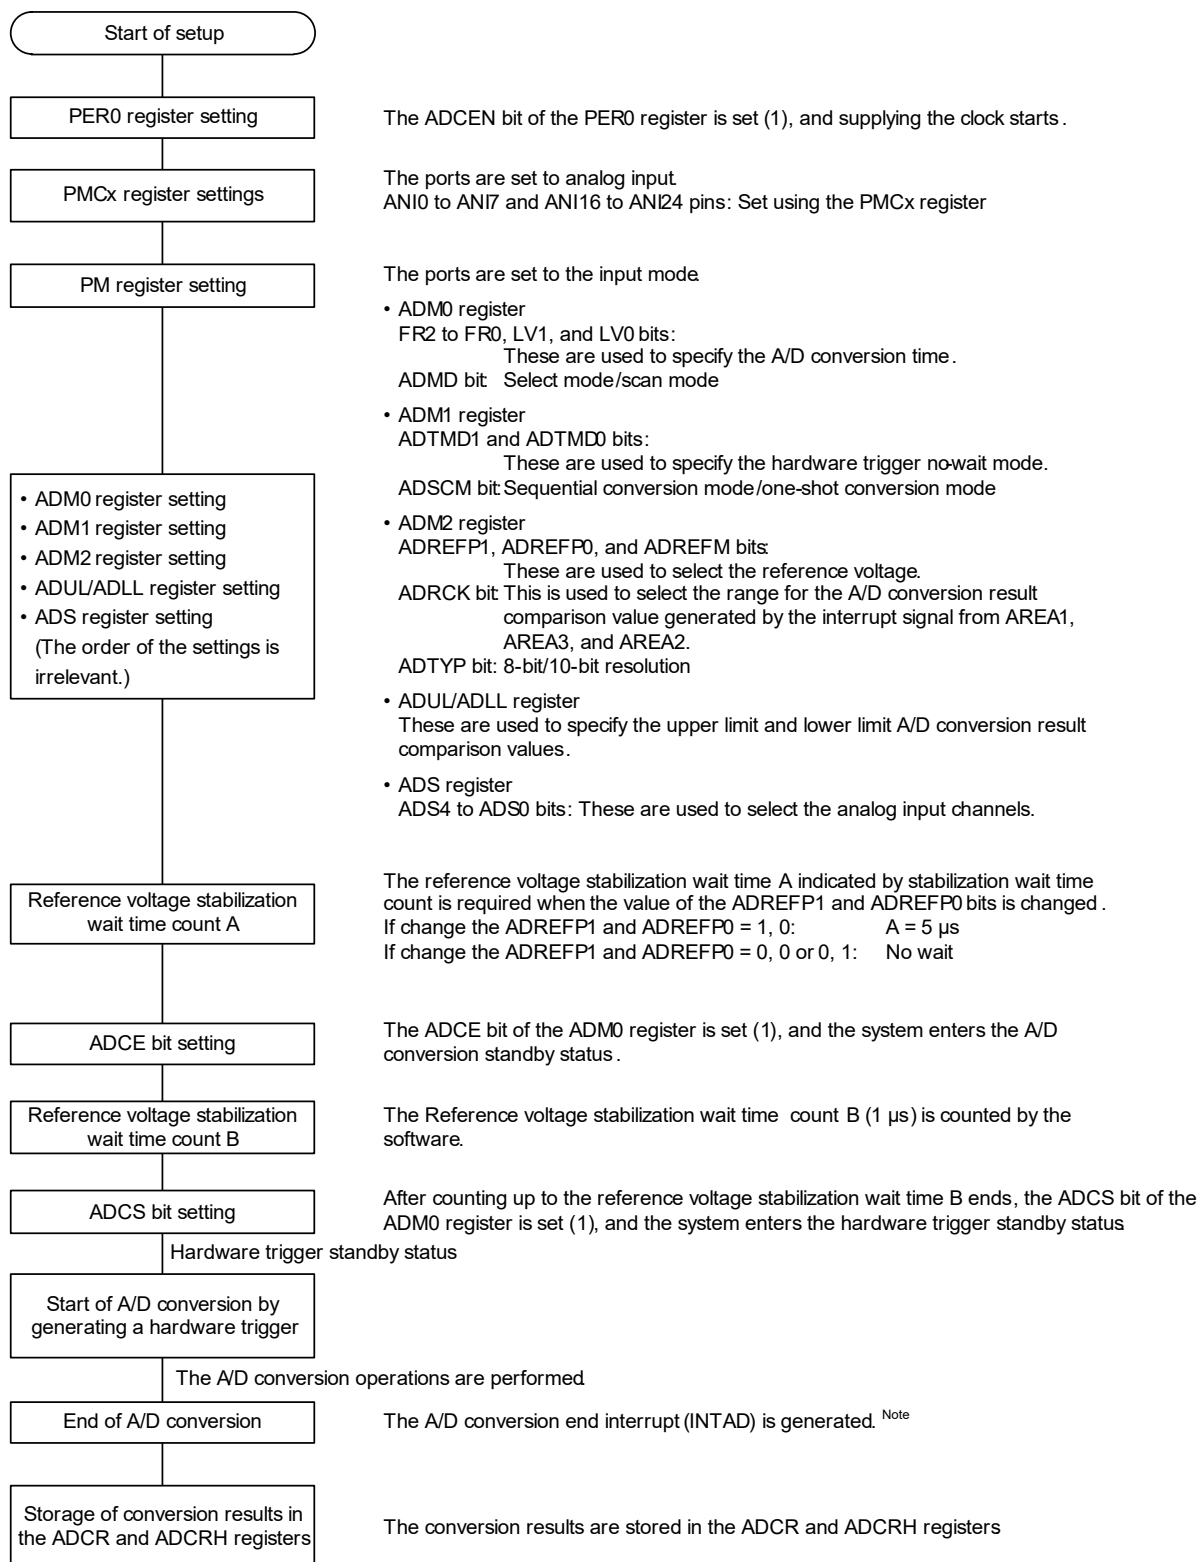 Start of setup
PER0 register setting
The ADCEN bit of the PER0 register is set (1), and supplying the clock starts.
PMCx register settings
The ports are set to analog input.
ANI0 to ANI7 and ANI16 to ANI24 pins: Set using the PMCx register
PM register setting
The ports are set to the input mode.
• ADM0 register setting
• ADM1 register setting
• ADM2 register setting
• ADUL/ADLL register setting
• ADS register setting
(The order of the settings is
irrelevant.)
• ADM0 register
FR2 to FR0, LV1, and LV0 bits:
These are used to specify the A/D conversion time.
ADMD bit: Select mode/scan mode
• ADM1 register
ADTMD1 and ADTMD0 bits:
These are used to specify the hardware trigger no-wait mode.
ADSCM bit: Sequential conversion mode/one-shot conversion mode
• ADM2 register
ADREFP1, ADREFP0, and ADREFM bits:
These are used to select the reference voltage.
ADRCK bit: This is used to select the range for the A/D conversion result
comparison value generated by the interrupt signal from AREA1,
AREA3, and AREA2.
ADTYP bit: 8-bit/10-bit resolution
• ADUL/ADLL register
These are used to specify the upper limit and lower limit A/D conversion result
comparison values.
• ADS register
ADS4 to ADS0 bits: These are used to select the analog input channels.
Reference voltage stabilization
wait time count A
The reference voltage stabilization wait time A indicated by stabilization wait time
count is required when the value of the ADREFP1 and ADREFP0 bits is changed.
If change the ADREFP1 and ADREFP0 = 1, 0: A = 5 µs
If change the ADREFP1 and ADREFP0 = 0, 0 or 0, 1: No wait
ADCE bit setting
The ADCE bit of the ADM0 register is set (1), and the system enters the A/D
conversion standby status.
Reference voltage stabilization
wait time count B
The Reference voltage stabilization wait time count B (1 µs) is counted by the
software.
ADCS bit setting
After counting up to the reference voltage stabilization wait time B ends, the ADCS bit of the
ADM0 register is set (1), and the system enters the hardware trigger standby status.
Hardware trigger standby status
Start of A/D conversion by
generating a hardware trigger
The A/D conversion operations are performed.
End of A/D conversion
The A/D conversion end interrupt (INTAD) is generated. Note
Storage of conversion results in
the ADCR and ADCRH registers
The conversion results are stored in the ADCR and ADCRH registers